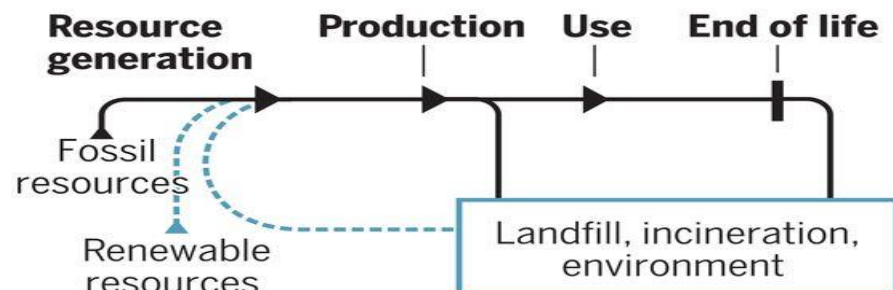 Resource generation
Production
Use
End of life
Fossil
resources
Renewable
resources
Landfill, incineration,
environment